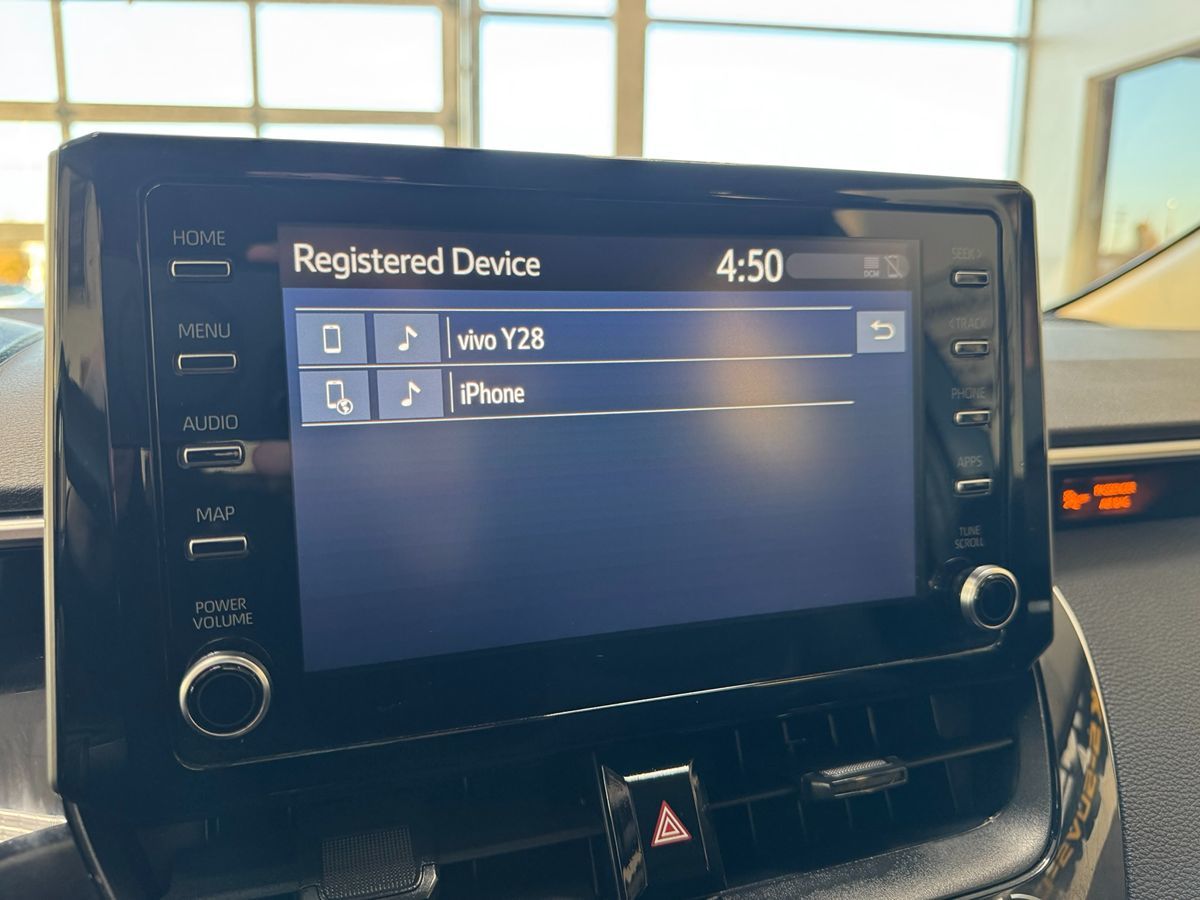 HOME
MENU
AUDIO
MAP
POWER
VOLUME
Registered Device
4:50
DCM
vivo Y28
iPhone
SEEK >
< TRACK
PHONE
APPS
TUNE
SCROLL